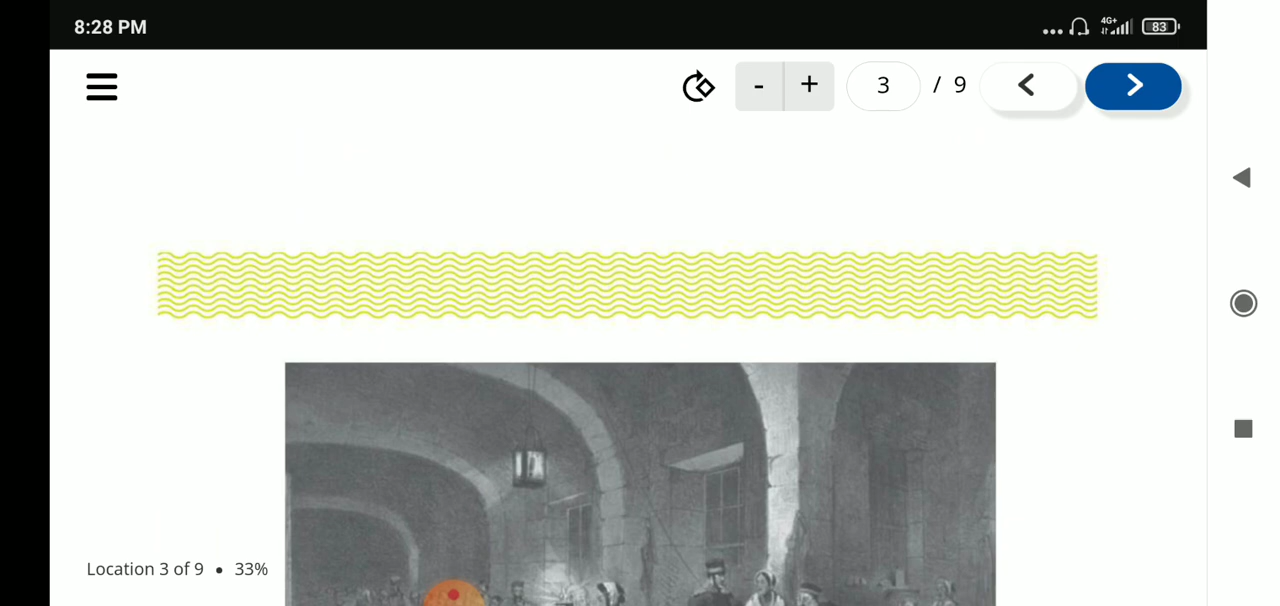 8:28 PM
4G+
83
- +
3 / 9
Location 3 of 9 • 33%